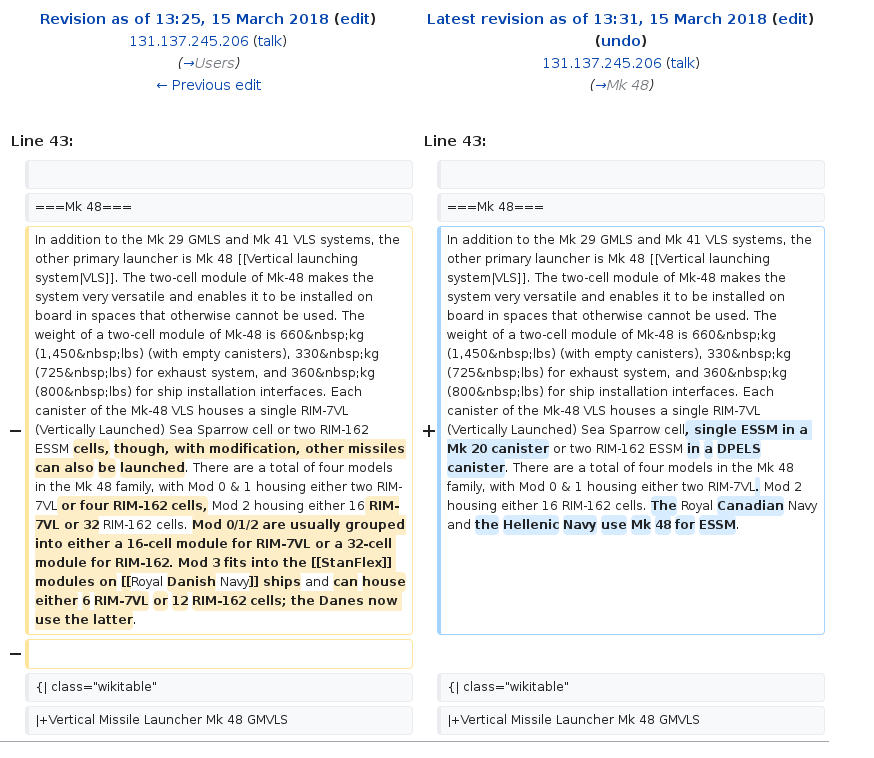 Revision as of 13:25, 15 March 2018 (edit)
131.137.245.206 (talk)
(→Users)
← Previous edit
Latest revision as of 13:31, 15 March 2018 (edit)
(undo)
131.137.245.206 (talk)
(→Mk 48)
Line 43:
Line 43:
===Mk 48===
===Mk 48===
−
In addition to the Mk 29 GMLS and Mk 41 VLS systems, the
other primary launcher is Mk 48 [[Vertical launching
system|VLS]]. The two-cell module of Mk-48 makes the
system very versatile and enables it to be installed on
board in spaces that otherwise cannot be used. The
weight of a two-cell module of Mk-48 is 660&nbsp;kg
(1,450&nbsp;lbs) (with empty canisters), 330&nbsp;kg
(725&nbsp;lbs) for exhaust system, and 360&nbsp;kg
(800&nbsp;lbs) for ship installation interfaces. Each
canister of the Mk-48 VLS houses a single RIM-7VL
(Vertically Launched) Sea Sparrow cell or two RIM-162
ESSM cells, though, with modification, other missiles
can also be launched. There are a total of four models
in the Mk 48 family, with Mod 0 & 1 housing either two RIM-
7VL or four RIM-162 cells, Mod 2 housing either 16 RIM-
7VL or 32 RIM-162 cells. Mod 0/1/2 are usually grouped
into either a 16-cell module for RIM-7VL or a 32-cell
module for RIM-162. Mod 3 fits into the [[StanFlex]]
modules on [[Royal Danish Navy]] ships and can house
either 6 RIM-7VL or 12 RIM-162 cells; the Danes now
use the latter.
+
In addition to the Mk 29 GMLS and Mk 41 VLS systems, the
other primary launcher is Mk 48 [[Vertical launching
system|VLS]]. The two-cell module of Mk-48 makes the
system very versatile and enables it to be installed on
board in spaces that otherwise cannot be used. The
weight of a two-cell module of Mk-48 is 660&nbsp;kg
(1,450&nbsp;lbs) (with empty canisters), 330&nbsp;kg
(725&nbsp;lbs) for exhaust system, and 360&nbsp;kg
(800&nbsp;lbs) for ship installation interfaces. Each
canister of the Mk-48 VLS houses a single RIM-7VL
(Vertically Launched) Sea Sparrow cell, single ESSM in a
Mk 20 canister or two RIM-162 ESSM in a DPELS
canister. There are a total of four models in the Mk 48
family, with Mod 0 & 1 housing either two RIM-7VL. Mod 2
housing either 16 RIM-162 cells. The Royal Canadian Navy
and the Hellenic Navy use Mk 48 for ESSM.
−
{| class="wikitable"
{| class="wikitable"
|+Vertical Missile Launcher Mk 48 GMVLS
|+Vertical Missile Launcher Mk 48 GMVLS